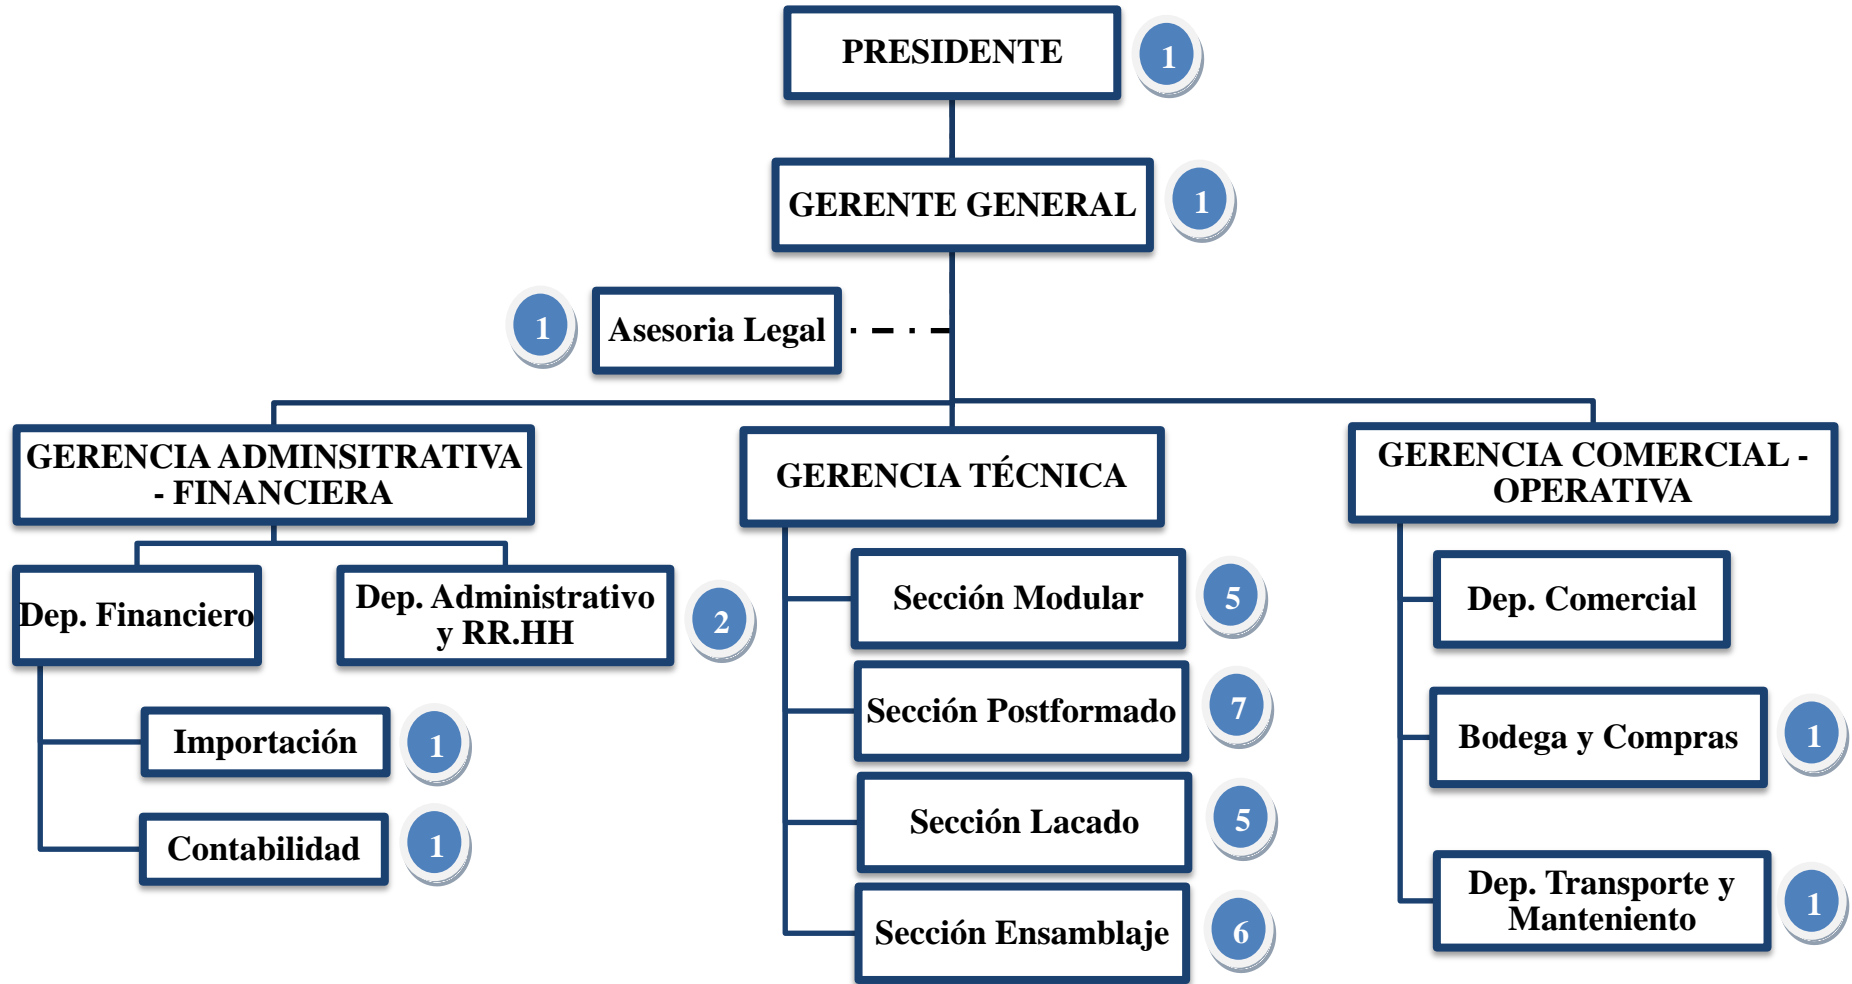 PRESIDENTE
1
GERENTE GENERAL
1
1
Asesoria Legal
GERENCIA ADMINSITRATIVA
- FINANCIERA
GERENCIA TÉCNICA
GERENCIA COMERCIAL -
OPERATIVA
Dep. Financiero
Dep. Administrativo
y RR.HH
2
Importación
1
Contabilidad
1
Sección Modular
5
Sección Postformado
7
Sección Lacado
5
Sección Ensamblaje
6
Dep. Comercial
Bodega y Compras
1
Dep. Transporte y
Manteniento
1